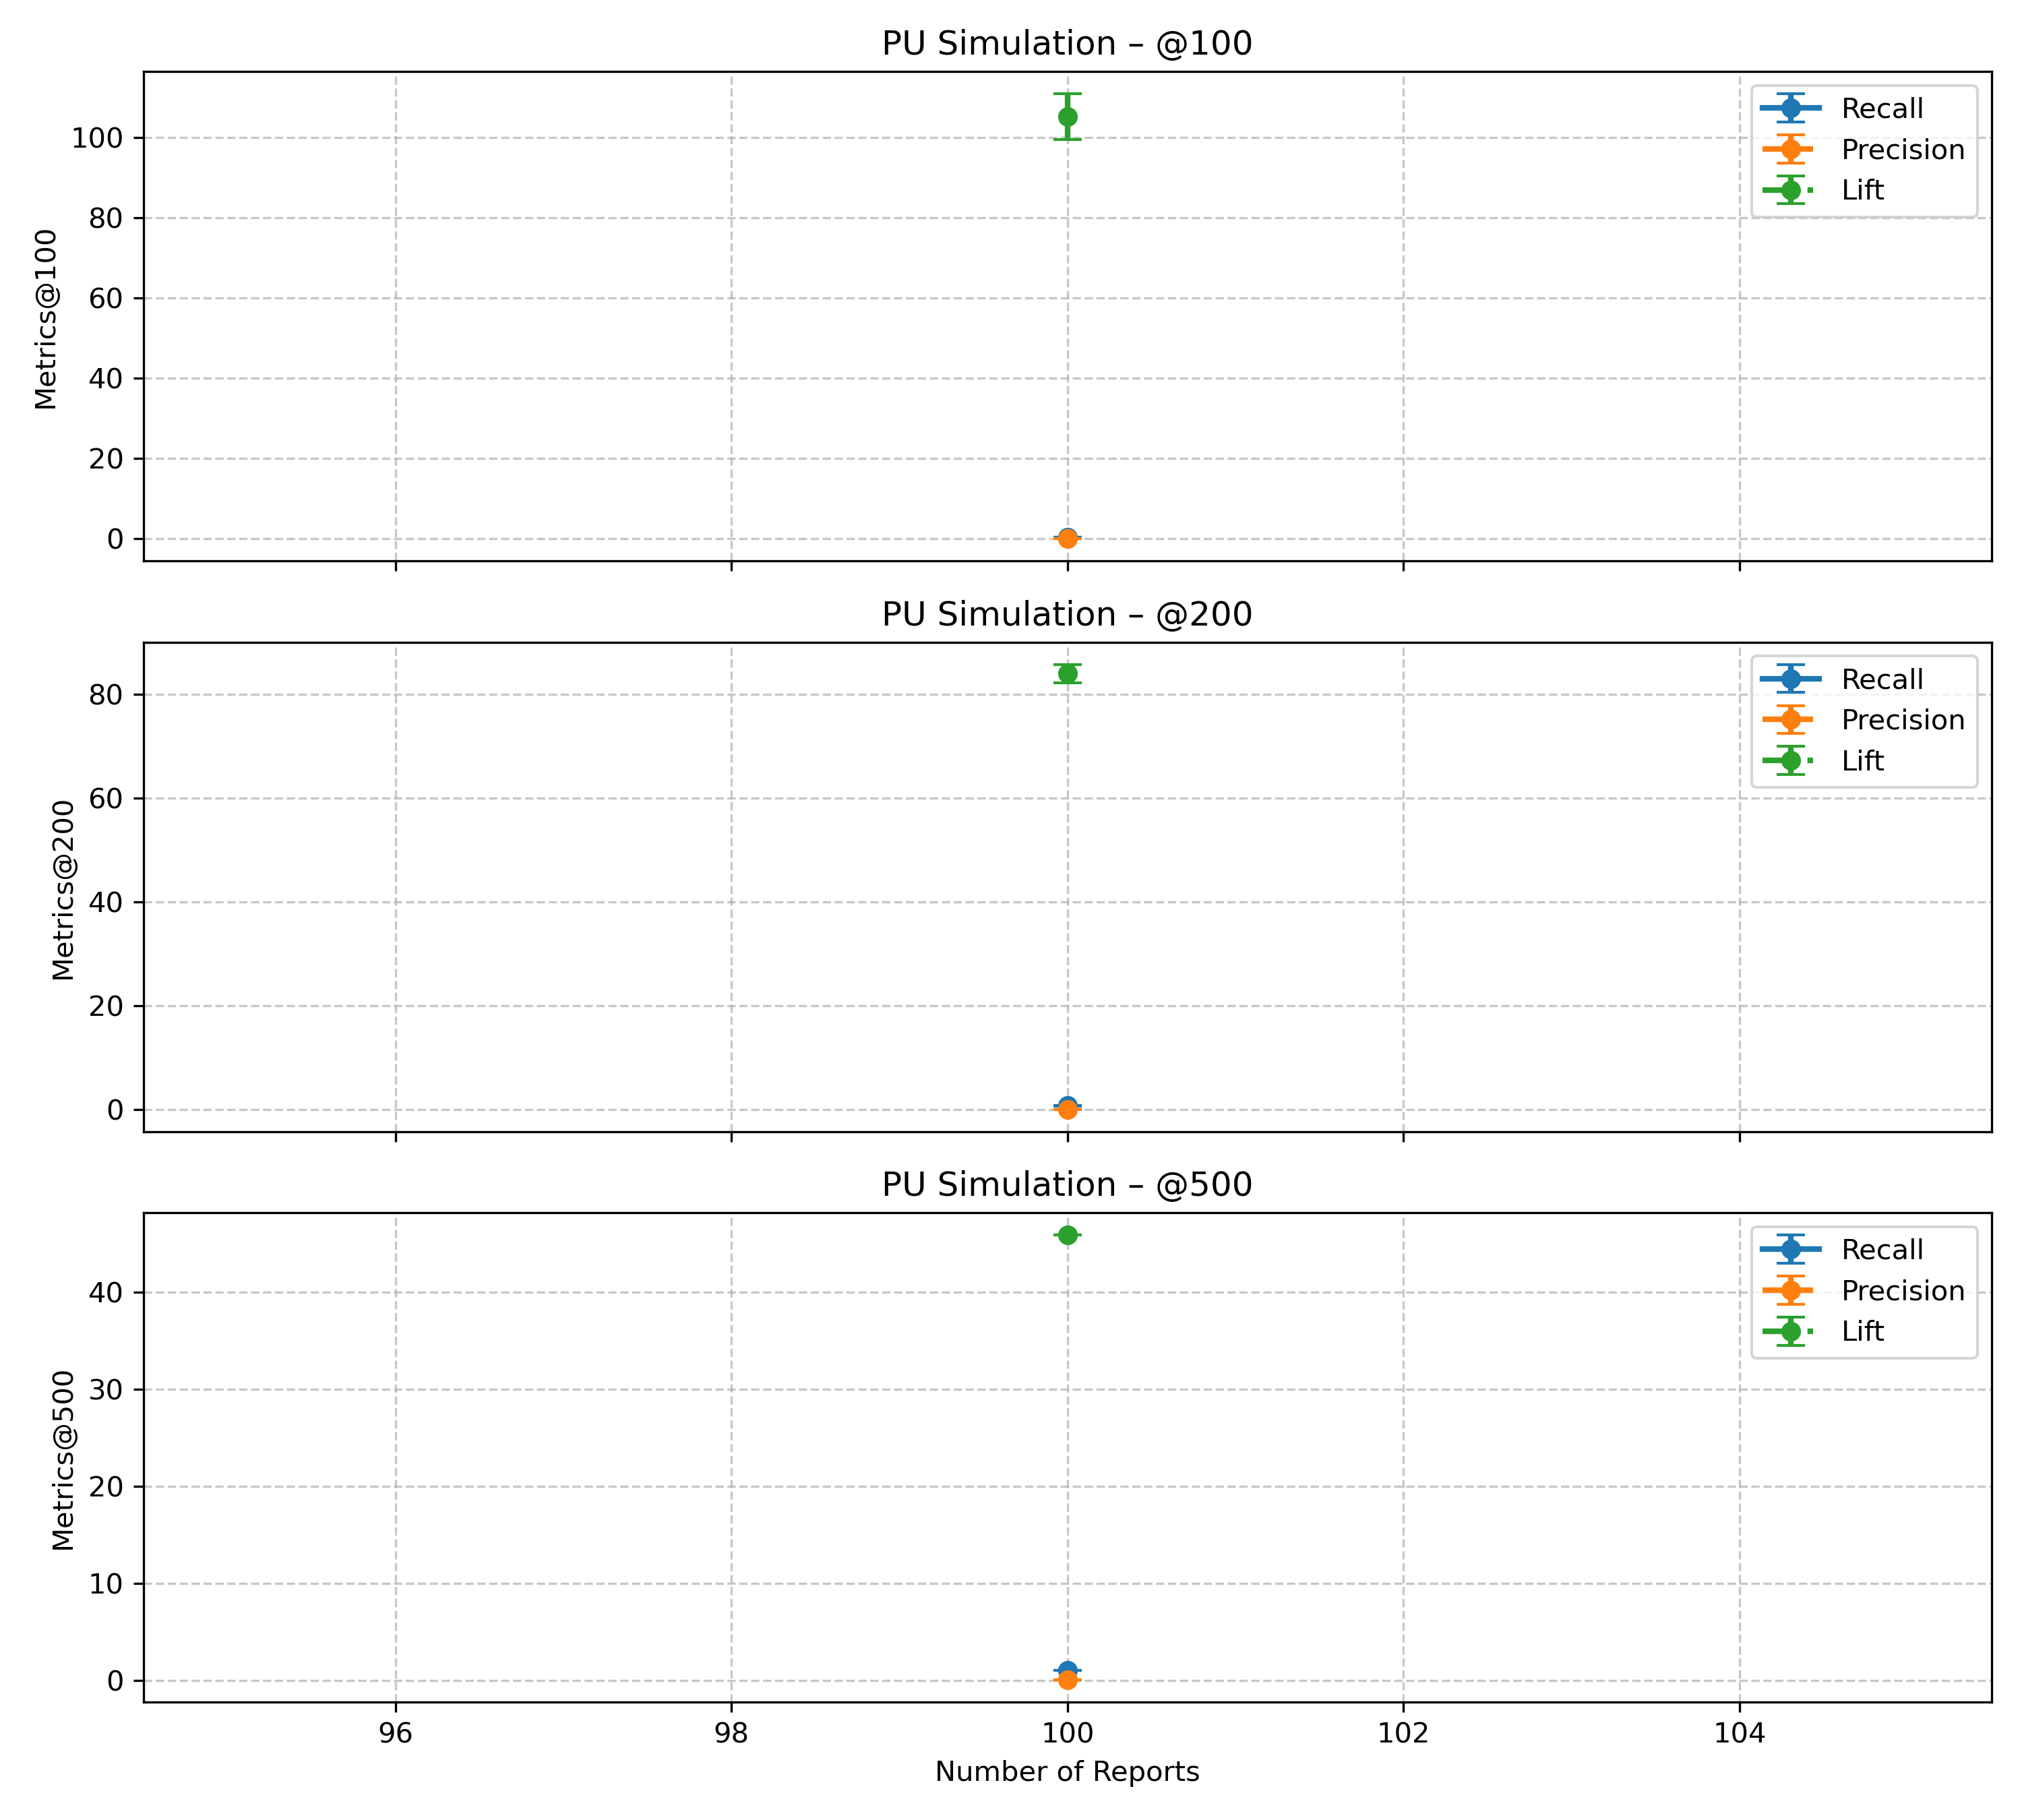 PU Simulation – @100
Metrics@100
100
80
60
40
20
0
Recall
Precision
Lift
PU Simulation – @200
Metrics@200
80
60
40
20
0
Recall
Precision
Lift
PU Simulation – @500
Metrics@500
40
30
20
10
0
Recall
Precision
Lift
96 98 100 102 104
Number of Reports